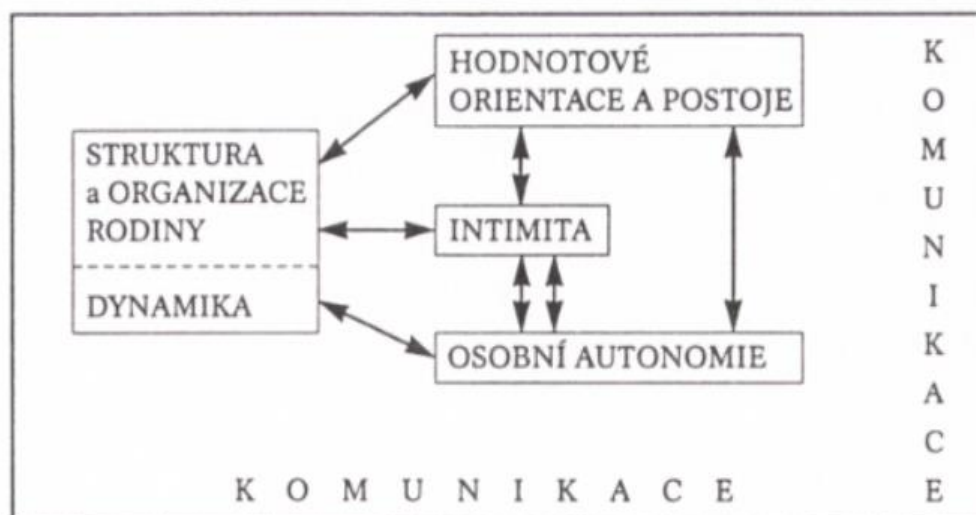 HODNOTOVÉ
ORIENTACE A POSTOJE
STRUKTURA
a ORGANIZACE
RODINY
INTIMITA
DYNAMIKA
OSOBNÍ AUTONOMIE
K O M U N I K A C E
K
O
M
U
N
I
K
A
C
E